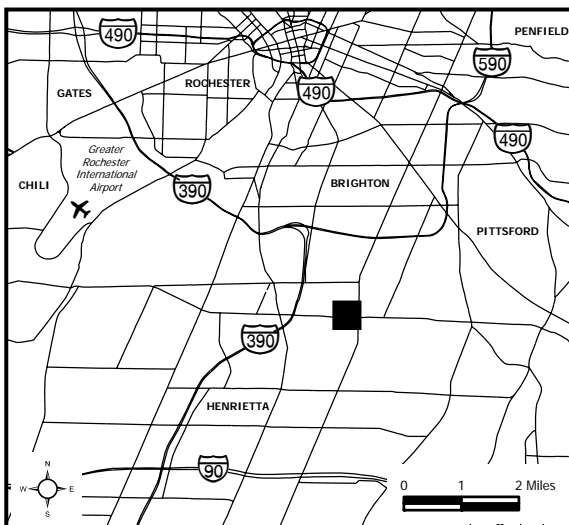 490
PENFIELD
590
GATES
ROCHESTER
490
490
Greater
Rochester
International
Airport
CHILI
390
BRIGHTON
PITTSFORD
390
HENRIETTA
90
N
W
E
S
0 1 2 Miles